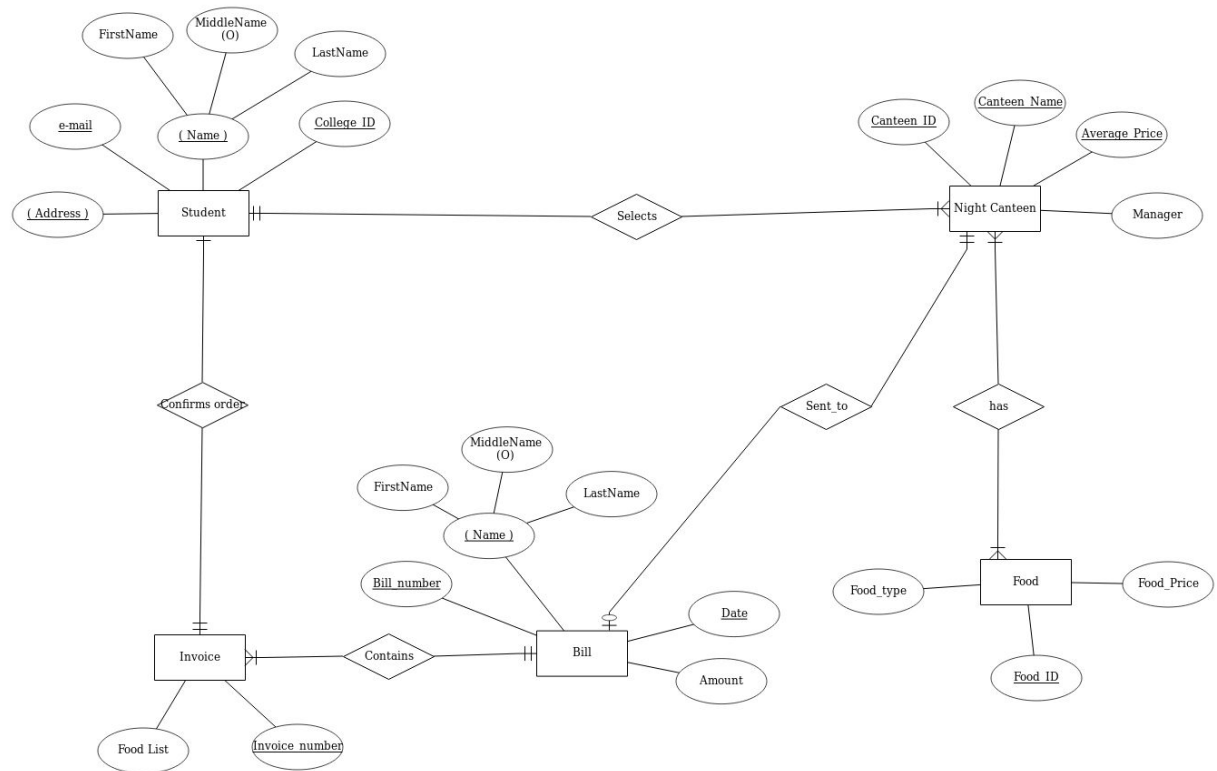 FirstName
MiddleName
(O)
LastName
e-mail
( Name )
College_ID
( Address )
Student
Selects
Canteen_ID
Canteen_Name
Average_Price
Night Canteen
Manager
Confirms order
Sent_to
has
MiddleName
(O)
FirstName
LastName
( Name )
Bill_number
Food_type
Food
Food_Price
Date
Invoice
Contains
Bill
Amount
Food_ID
Food List
Invoice_number